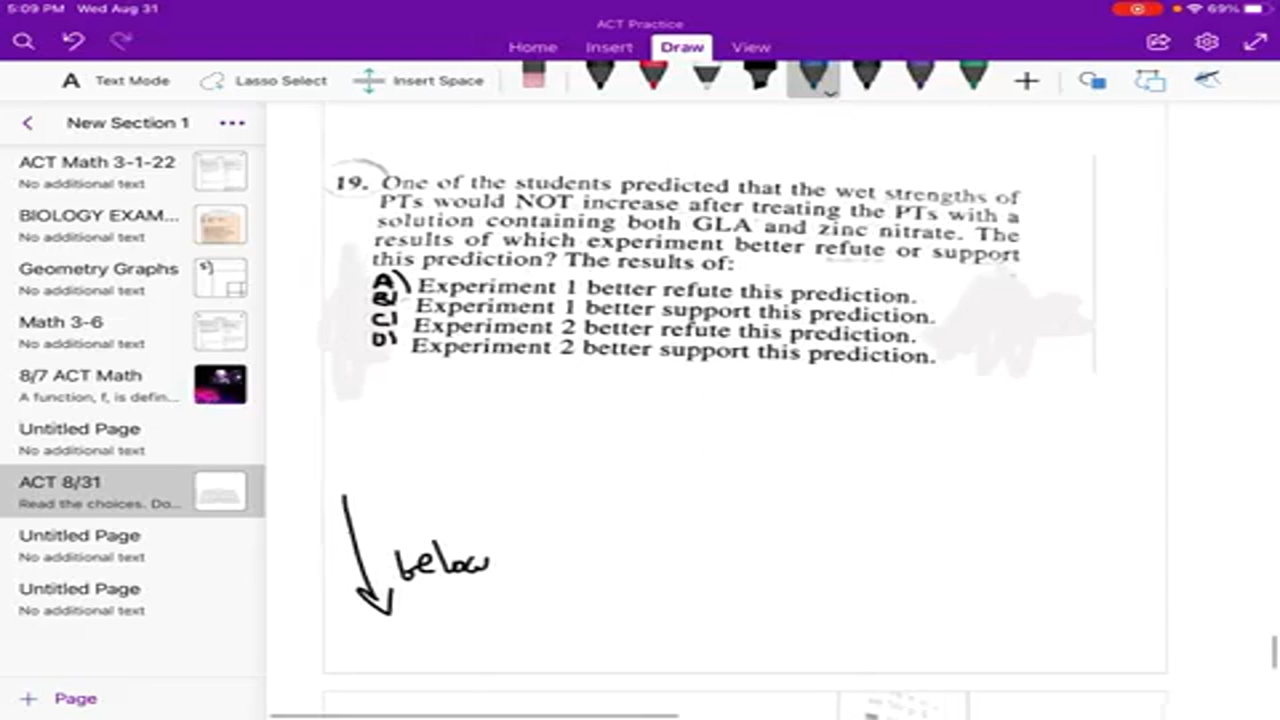 5:09 PM Wed Aug 31
69%
ACT Practice
Home Insert Draw View
Text Mode Lasso Select Insert Space
New Section 1
ACT Math 3-1-22
No additional text
BIOLOGY EXAM...
No additional text
Geometry Graphs
No additional text
Math 3-6
No additional text
8/7 ACT Math
A function, f, is defin...
Untitled Page
No additional text
ACT 8/31
Read the choices. Do...
Untitled Page
No additional text
Untitled Page
No additional text
+ Page
19. One of the students predicted that the wet strengths of
PTs would NOT increase after treating the PTs with a
solution containing both GLA and zinc nitrate. The
results of which experiment better refute or support
this prediction? The results of:
A) Experiment 1 better refute this prediction.
B) Experiment 1 better support this prediction.
C) Experiment 2 better refute this prediction.
D) Experiment 2 better support this prediction.
below